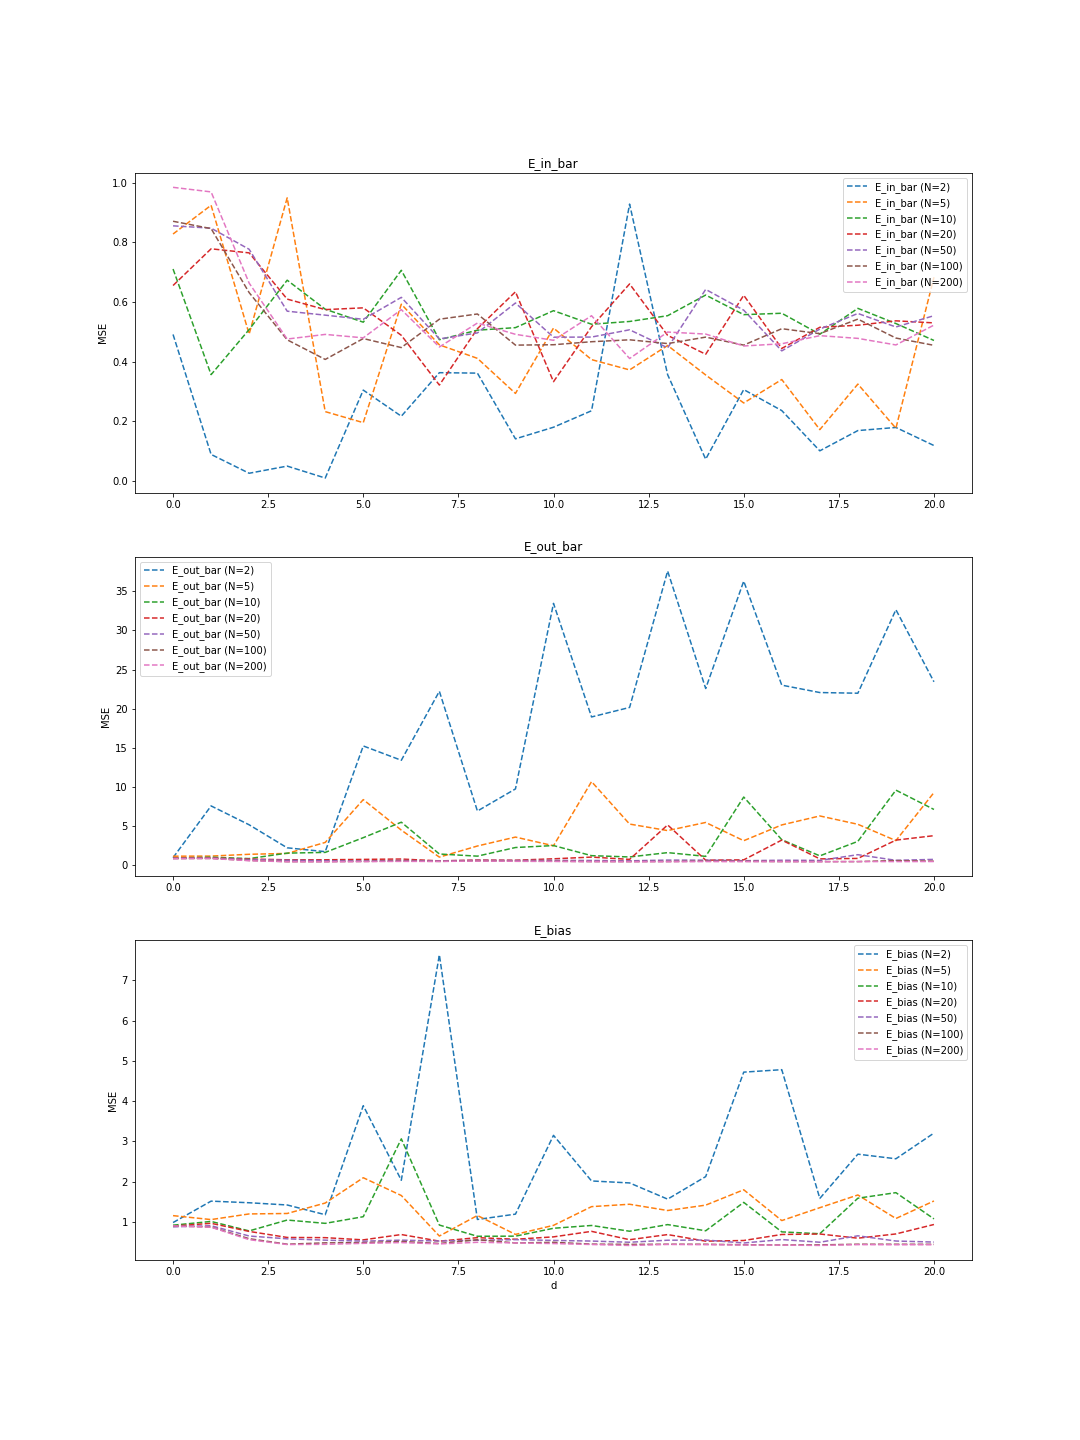 E_in_bar
1.0
0.8
0.6
0.4
0.2
0.0
MSE
E_in_bar (N=2)
E_in_bar (N=5)
E_in_bar (N=10)
E_in_bar (N=20)
E_in_bar (N=50)
E_in_bar (N=100)
E_in_bar (N=200)
0.0 2.5 5.0 7.5 10.0 12.5 15.0 17.5 20.0
E_out_bar
35
30
25
20
15
10
5
0
MSE
E_out_bar (N=2)
E_out_bar (N=5)
E_out_bar (N=10)
E_out_bar (N=20)
E_out_bar (N=50)
E_out_bar (N=100)
E_out_bar (N=200)
0.0 2.5 5.0 7.5 10.0 12.5 15.0 17.5 20.0
E_bias
7
6
5
4
3
2
1
MSE
E_bias (N=2)
E_bias (N=5)
E_bias (N=10)
E_bias (N=20)
E_bias (N=50)
E_bias (N=100)
E_bias (N=200)
0.0 2.5 5.0 7.5 10.0 12.5 15.0 17.5 20.0
d